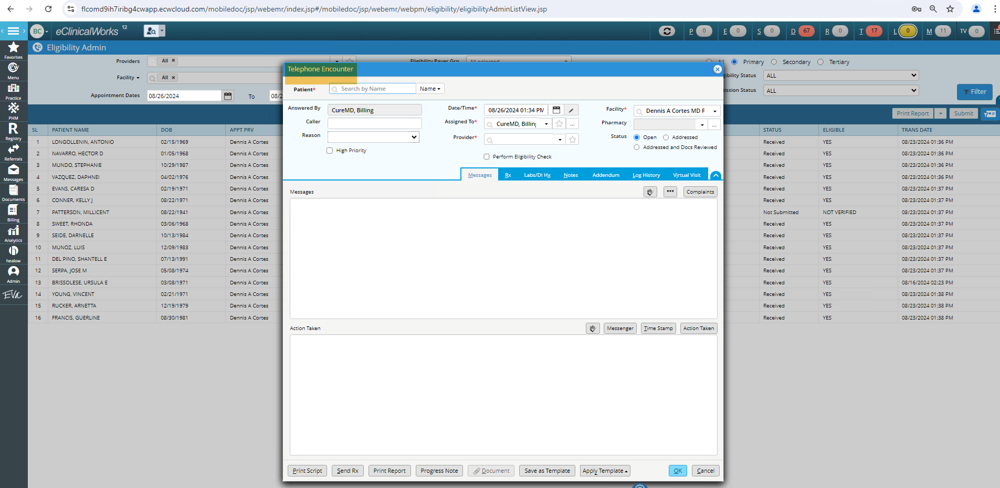 flcomd9ih7iribg4cwapp.ecwcloud.com/mobiledoc/jsp/webemr/index.jsp#/mobiledoc/jsp/webemr/webpm/eligibility/eligibilityAdminListView.jsp
BC eClinicalWorks 12 P 0 E 0 S 0 D 67 R 0 T 17 L 0 M 11 TV 0
Favorites
Menu
Practice
PHM
Registry
Referrals
Messages
Documents
Billing
Analytics
healow
Admin
EVA
Eligibility Admin
Providers All × Eligibility Payer Grp All selected All Primary Secondary Tertiary
Facility All × Status ALL
Appointment Dates 08/26/2024 To 08/2 Status ALL Filter
Print Report Submit
SL PATIENT NAME DOB APPT PRV STATUS ELIGIBLE TRANS DATE
1 LONGOLLENIN, ANTONIO 02/15/1969 Dennis A Cortes Received YES 08/23/2024 01:36 PM
2 NAVARRO, HECTOR D 01/05/1968 Dennis A Cortes Received YES 08/23/2024 01:36 PM
3 MUNDO, STEPHANIE 10/29/1987 Dennis A Cortes Received YES 08/23/2024 01:36 PM
4 VAZQUEZ, DAPHNEI 04/02/1976 Dennis A Cortes Received YES 08/23/2024 01:36 PM
5 EVANS, CARESA D 02/19/1971 Dennis A Cortes Received YES 08/23/2024 01:37 PM
6 CONNER, KELLY J 08/22/1971 Dennis A Cortes Received YES 08/23/2024 01:37 PM
7 PATTERSON, MILLICENT 08/22/1941 Dennis A Cortes Not Submitted NOT VERIFIED 08/23/2024 01:37 PM
8 SWEET, RHONDA 03/06/1968 Dennis A Cortes Received YES 08/23/2024 01:37 PM
9 SEIDE, DARNELLE 10/13/1984 Dennis A Cortes Received YES 08/23/2024 01:37 PM
10 MUNOZ, LUIS 12/09/1983 Dennis A Cortes Received YES 08/23/2024 01:37 PM
11 DEL PINO, SHANTELL E 07/13/1991 Dennis A Cortes Received YES 08/23/2024 01:37 PM
12 SERPA, JOSE M 05/08/1974 Dennis A Cortes Received YES 08/23/2024 01:37 PM
13 BRISSOLESE, URSULA E 03/08/1971 Dennis A Cortes Received YES 08/16/2024 02:23 PM
14 YOUNG, VINCENT 02/21/1971 Dennis A Cortes Received YES 08/23/2024 01:38 PM
15 RUCKER, ARNETTA 12/19/1979 Dennis A Cortes Received YES 08/23/2024 01:38 PM
16 FRANCIS, GUERLINE 08/30/1981 Dennis A Cortes Received YES 08/23/2024 01:38 PM
Telephone Encounter
Patient* Search by Name Name
Answered By CureMD, Billing Date/Time* 08/26/2024 01:34 PM Facility* Dennis A Cortes MD P
Caller Assigned To* CureMD, Billing ... Pharmacy ...
Reason Provider* Status Open Addressed
High Priority Addressed and Docs Reviewed
Perform Eligibility Check
Messages Rx Labs/DI Hx Notes Addendum Log History Virtual Visit
Messages ab ••• Complaints
Action Taken ab Messenger Time Stamp Action Taken
Print Script Send Rx Print Report Progress Note Document Save as Template Apply Template OK Cancel